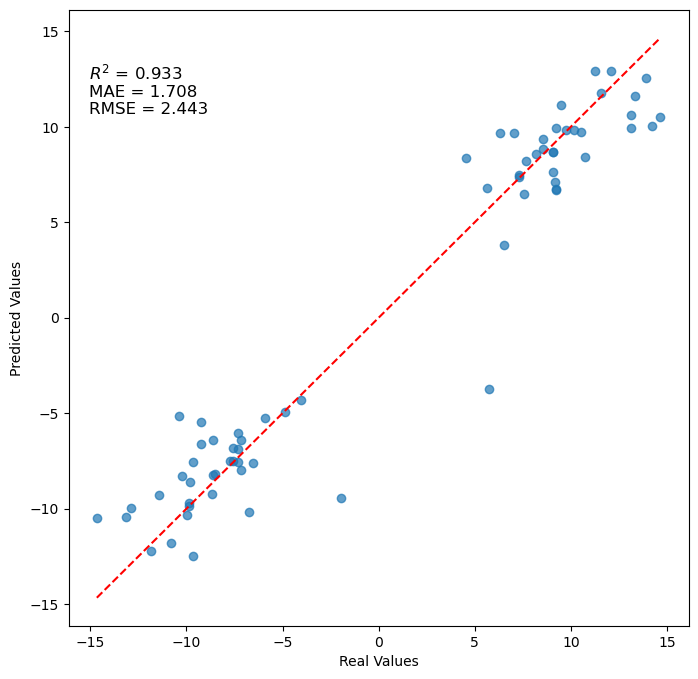 R² = 0.933
MAE = 1.708
RMSE = 2.443
15
10
5
0
−5
−10
−15
Predicted Values
−15 −10 −5 0 5 10 15
Real Values